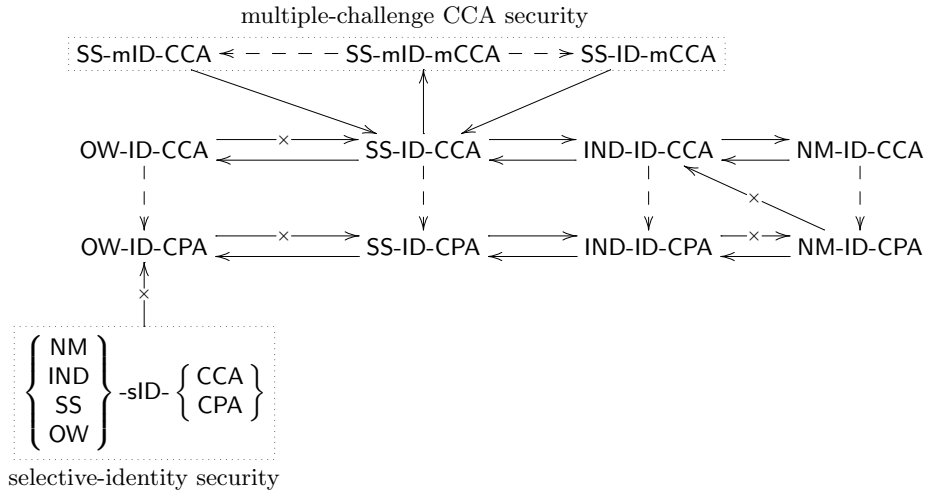 multiple-challenge CCA security
SS-mID-CCA SS-mID-mCCA SS-ID-mCCA
OW-ID-CCA × SS-ID-CCA IND-ID-CCA NM-ID-CCA
×
OW-ID-CPA × SS-ID-CPA IND-ID-CPA × NM-ID-CPA
×
NM
IND
SS
OW
-sID-
CCA
CPA
selective-identity security